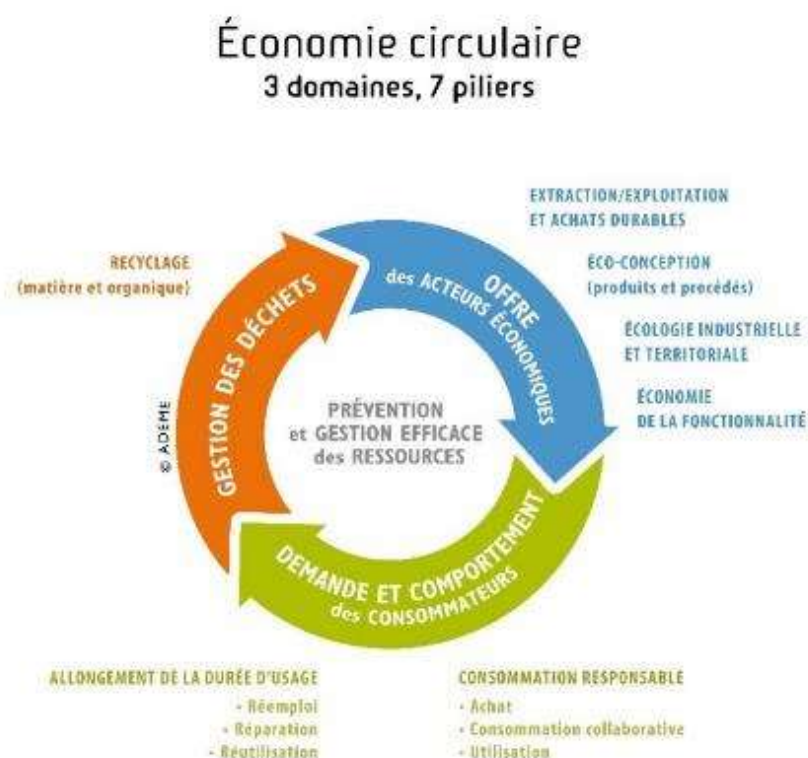 Économie circulaire
3 domaines, 7 piliers
EXTRACTION/EXPLOITATION
ET ACHATS DURABLES
ÉCO-CONCEPTION
(produits et procédés)
ÉCOLOGIE INDUSTRIELLE
ET TERRITORIALE
ÉCONOMIE
DE LA FONCTIONNALITÉ
RECYCLAGE
(matière et organique)
OFFRE
des ACTEURS ÉCONOMIQUES
GESTION DES DÉCHETS
PRÉVENTION
et GESTION EFFICACE
des RESSOURCES
© ADEME
DEMANDE ET COMPORTEMENT
des CONSOMMATEURS
ALLONGEMENT DE LA DURÉE D'USAGE
- Réemploi
- Réparation
- Réutilisation
CONSOMMATION RESPONSABLE
- Achat
- Consommation collaborative
- Utilisation